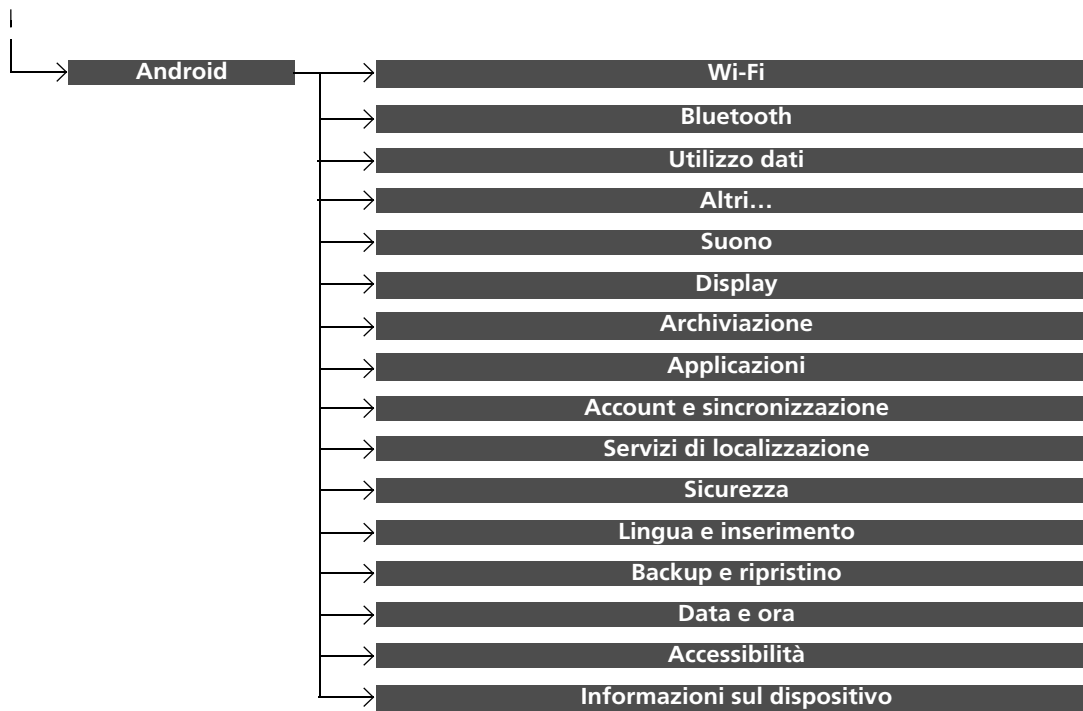 Android
Wi-Fi
Bluetooth
Utilizzo dati
Altri…
Suono
Display
Archiviazione
Applicazioni
Account e sincronizzazione
Servizi di localizzazione
Sicurezza
Lingua e inserimento
Backup e ripristino
Data e ora
Accessibilità
Informazioni sul dispositivo